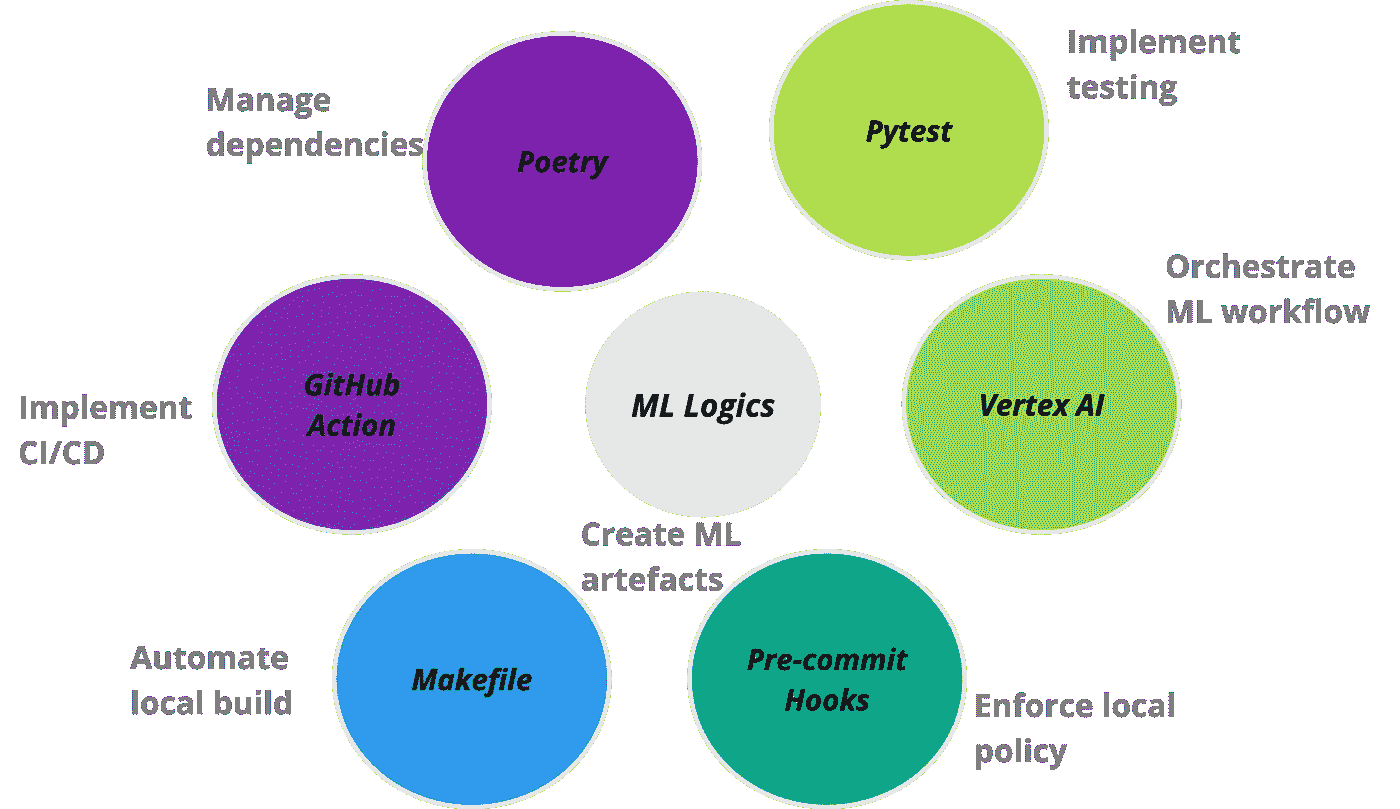 Implement
testing
Manage
dependencies
Poetry
Pytest
Orchestrate
ML workflow
GitHub
Action
ML Logics
Vertex AI
Implement
CI/CD
Create ML
artefacts
Automate
local build
Makefile
Pre-commit
Hooks
Enforce local
policy